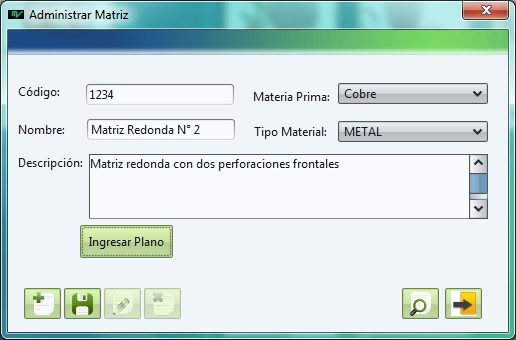 Administrar Matriz
Código: 1234 Materia Prima: Cobre
Nombre: Matriz Redonda N° 2 Tipo Material: METAL
Descripción: Matriz redonda con dos perforaciones frontales
Ingresar Plano